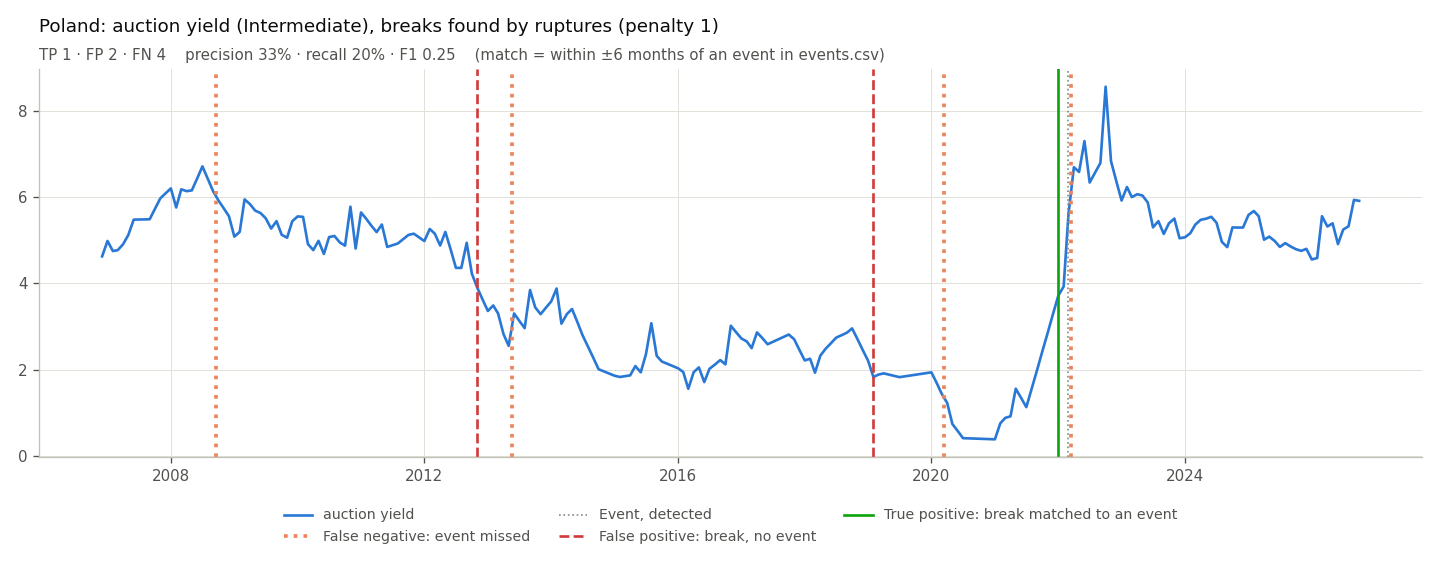 Poland: auction yield (Intermediate), breaks found by ruptures (penalty 1)
TP 1 · FP 2 · FN 4    precision 33% · recall 20% · F1 0.25    (match = within ±6 months of an event in events.csv)
8
6
4
2
0
2008 2012 2016 2020 2024
auction yield
False negative: event missed
Event, detected
False positive: break, no event
True positive: break matched to an event